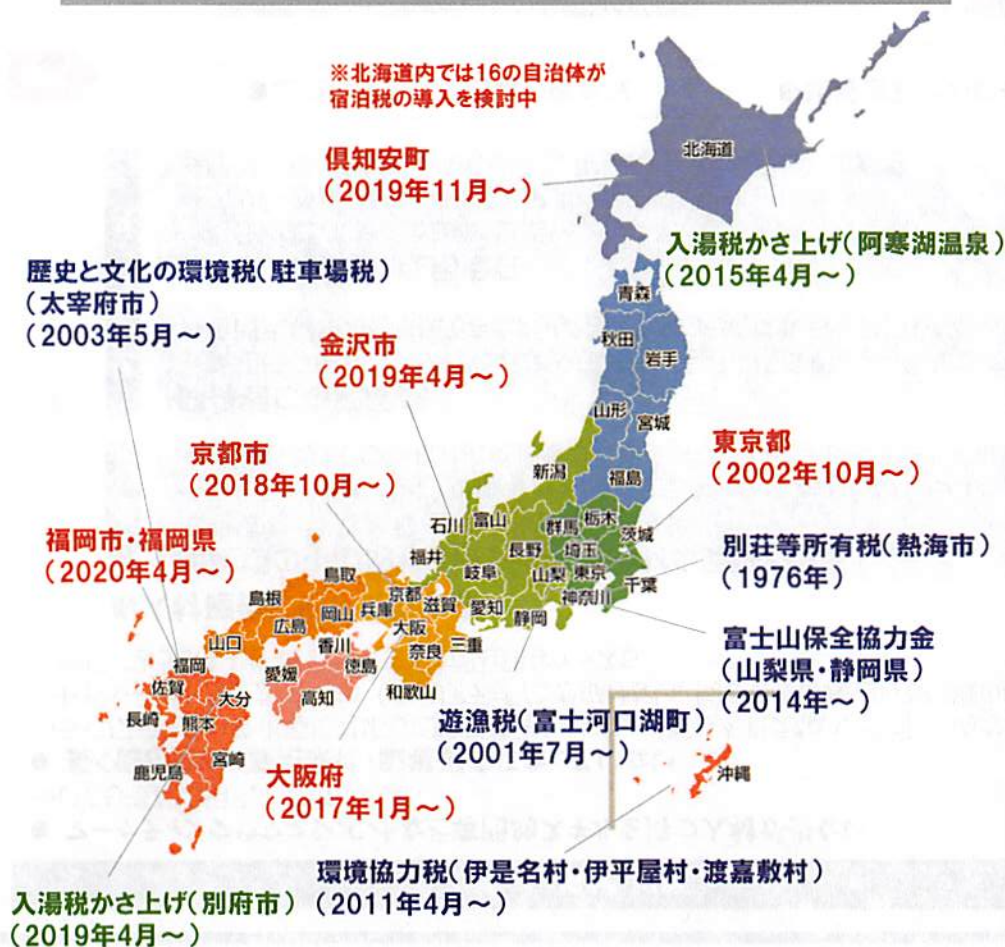 ※北海道内では16の自治体が
宿泊税の導入を検討中
倶知安町
(2019年11月～)
北海道
入湯税かさ上げ(阿寒湖温泉)
(2015年4月～)
歴史と文化の環境税(駐車場税)
(太宰府市)
(2003年5月～)
金沢市
(2019年4月～)
京都市
(2018年10月～)
福岡市・福岡県
(2020年4月～)
東京都
(2002年10月～)
別荘等所有税(熱海市)
(1976年)
富士山保全協力金
(山梨県・静岡県)
(2014年～)
遊漁税(富士河口湖町)
(2001年7月～)
大阪府
(2017年1月～)
環境協力税(伊是名村・伊平屋村・渡嘉敷村)
(2011年4月～)
入湯税かさ上げ(別府市)
(2019年4月～)
青森
秋田
岩手
山形
宮城
新潟
福島
石川
富山
群馬
栃木
茨城
福井
長野
埼玉
岐阜
山梨
東京
千葉
神奈川
愛知
静岡
鳥取
島根
岡山
兵庫
京都
滋賀
広島
大阪
三重
山口
香川
奈良
愛媛
徳島
高知
和歌山
福岡
佐賀
大分
長崎
熊本
宮崎
鹿児島
沖縄